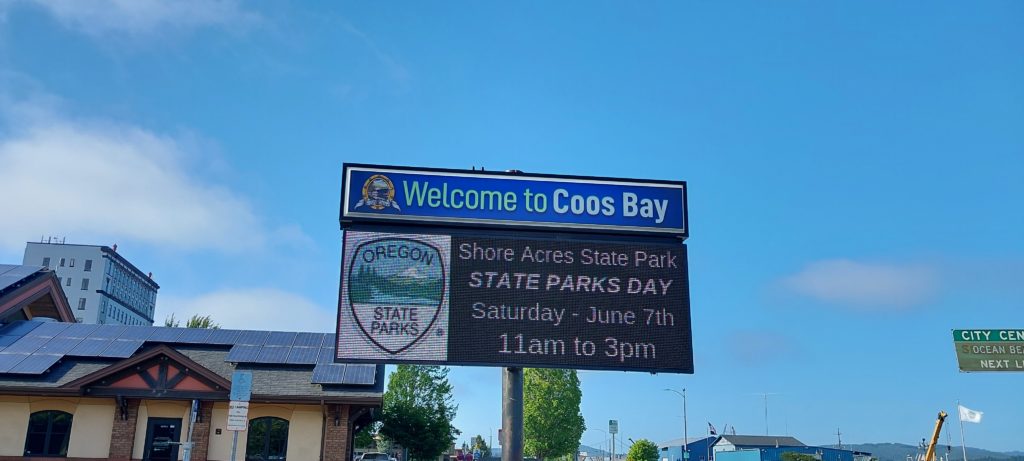 Welcome to Coos Bay
OREGON
STATE
PARKS
Shore Acres State Park
STATE PARKS DAY
Saturday - June 7th
11am to 3pm
CITY CEN
OCEAN BE
NEXT L